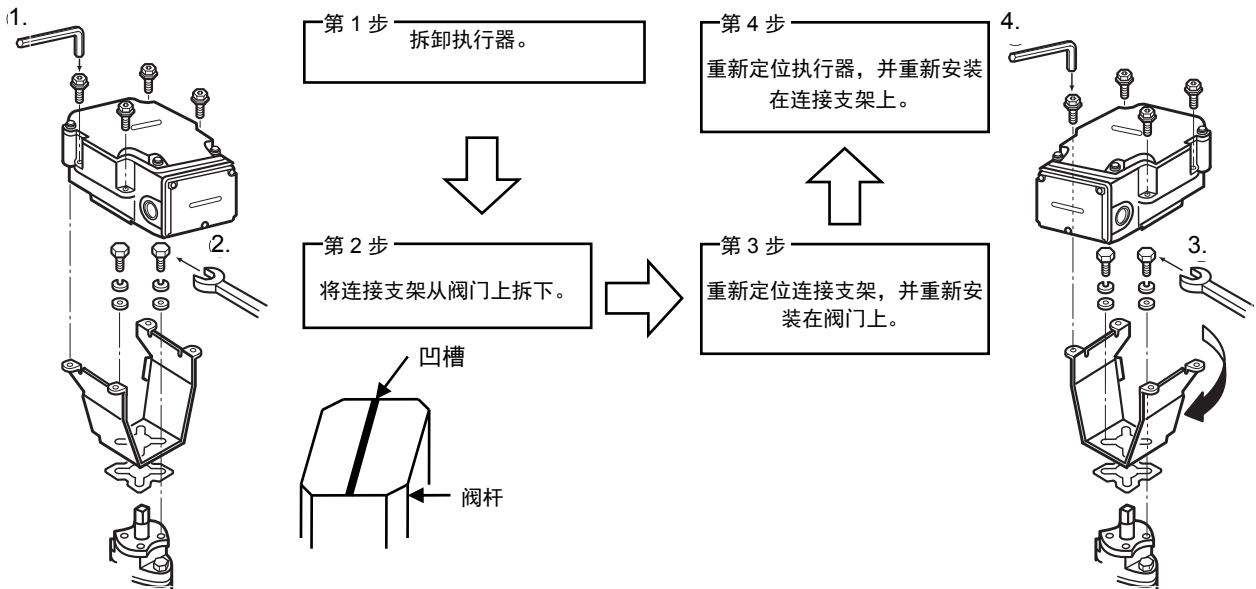 1.
第 1 步
拆卸执行器。
第 4 步
重新定位执行器，并重新安装
在连接支架上。
4.
2.
第 2 步
将连接支架从阀门上拆下。
第 3 步
重新定位连接支架，并重新安
装在阀门上。
3.
凹槽
阀杆